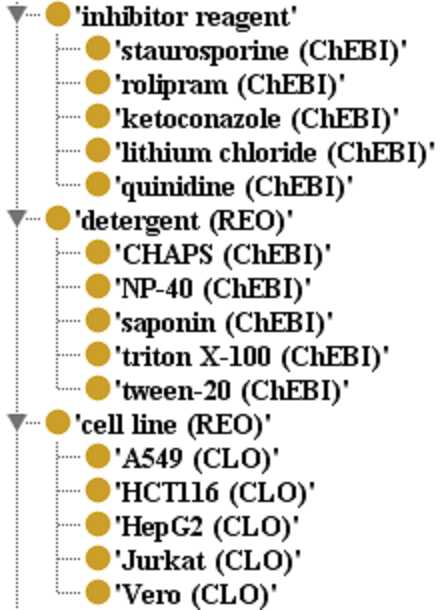 'inhibitor reagent'
'staurosporine (ChEBI)'
'rolipram (ChEBI)'
'ketoconazole (ChEBI)'
'lithium chloride (ChEBI)'
'quinidine (ChEBI)'
'detergent (REO)'
'CHAPS (ChEBI)'
'NP-40 (ChEBI)'
'saponin (ChEBI)'
'triton X-100 (ChEBI)'
'tween-20 (ChEBI)'
'cell line (REO)'
'A549 (CLO)'
'HCT116 (CLO)'
'HepG2 (CLO)'
'Jurkat (CLO)'
'Vero (CLO)'